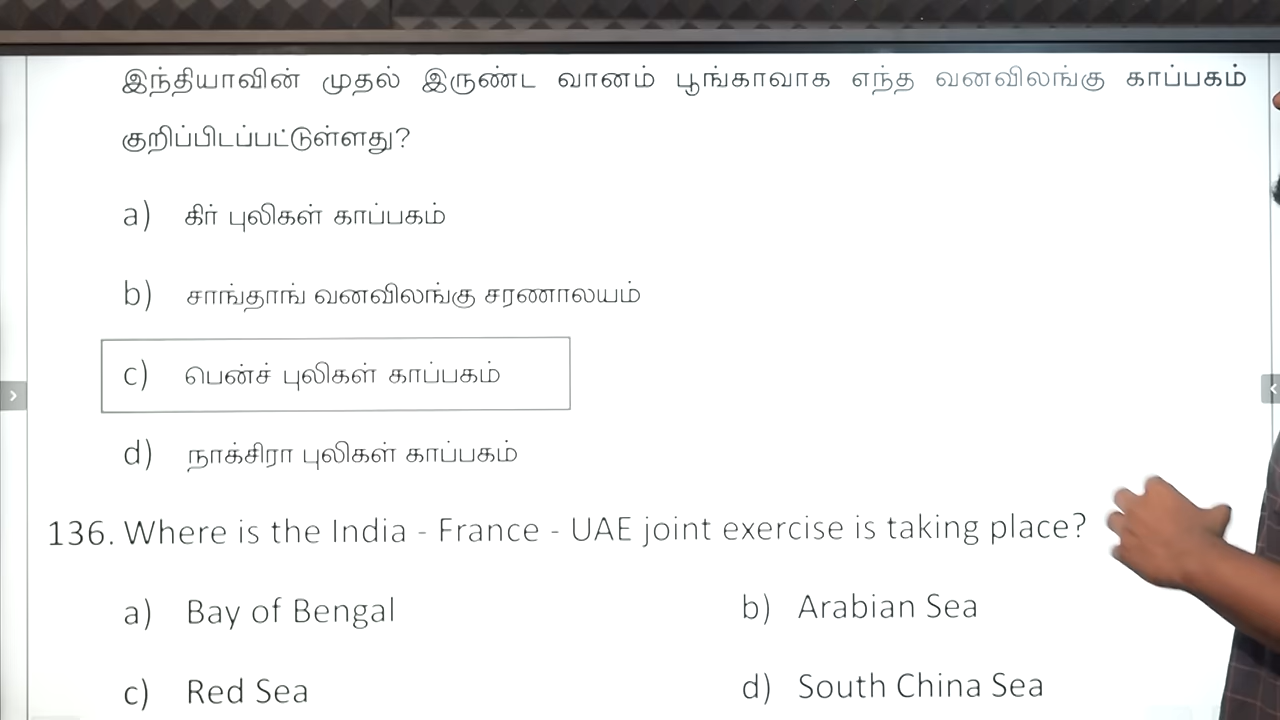 இந்தியாவின் முதல் இருண்ட வானம் பூங்காவாக எந்த வனவிலங்கு காப்பகம்
குறிப்பிடப்பட்டுள்ளது?
a) கிர் புலிகள் காப்பகம்
b) சாங்தாங் வனவிலங்கு சரணாலயம்
c) பென்ச் புலிகள் காப்பகம்
d) நாக்சிரா புலிகள் காப்பகம்
136. Where is the India - France - UAE joint exercise is taking place?
a) Bay of Bengal b) Arabian Sea
c) Red Sea d) South China Sea